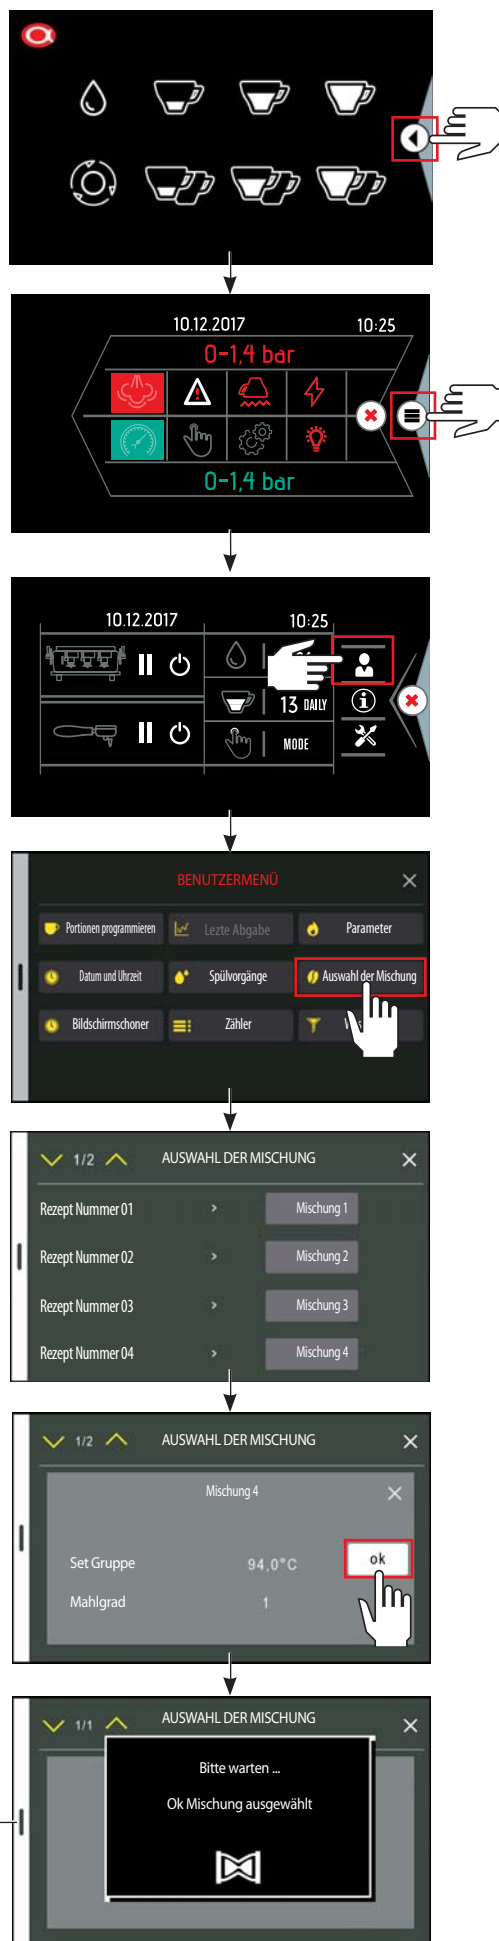 10.12.2017 10:25
0-1,4 bar
0-1,4 bar
10.12.2017 10:25
13 DAILY
MODE
BENUTZERMENÜ
Portionen programmieren Lezte Abgabe Parameter
Datum und Uhrzeit Spülvorgänge Auswahl der Mischung
Bildschirmschoner Zähler
1/2 AUSWAHL DER MISCHUNG
Rezept Nummer 01 > Mischung 1
Rezept Nummer 02 > Mischung 2
Rezept Nummer 03 > Mischung 3
Rezept Nummer 04 > Mischung 4
1/2 AUSWAHL DER MISCHUNG
Mischung 4
Set Gruppe 94,0°C ok
Mahlgrad 1
1/1 AUSWAHL DER MISCHUNG
Bitte warten ...
Ok Mischung ausgewählt